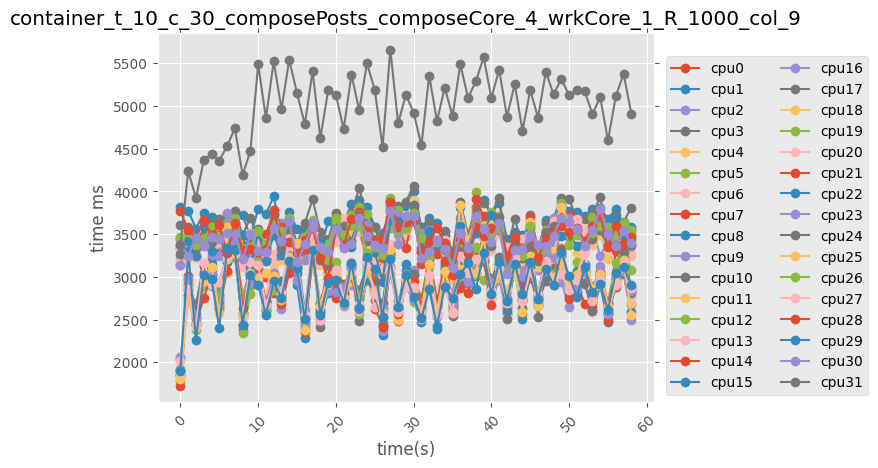 container_t_10_c_30_composePosts_composeCore_4_wrkCore_1_R_1000_col_9
5500
5000
4500
4000
3500
3000
2500
2000
time ms
0
10
20
30
40
50
60
time(s)
cpu0
cpu1
cpu2
cpu3
cpu4
cpu5
cpu6
cpu7
cpu8
cpu9
cpu10
cpu11
cpu12
cpu13
cpu14
cpu15
cpu16
cpu17
cpu18
cpu19
cpu20
cpu21
cpu22
cpu23
cpu24
cpu25
cpu26
cpu27
cpu28
cpu29
cpu30
cpu31